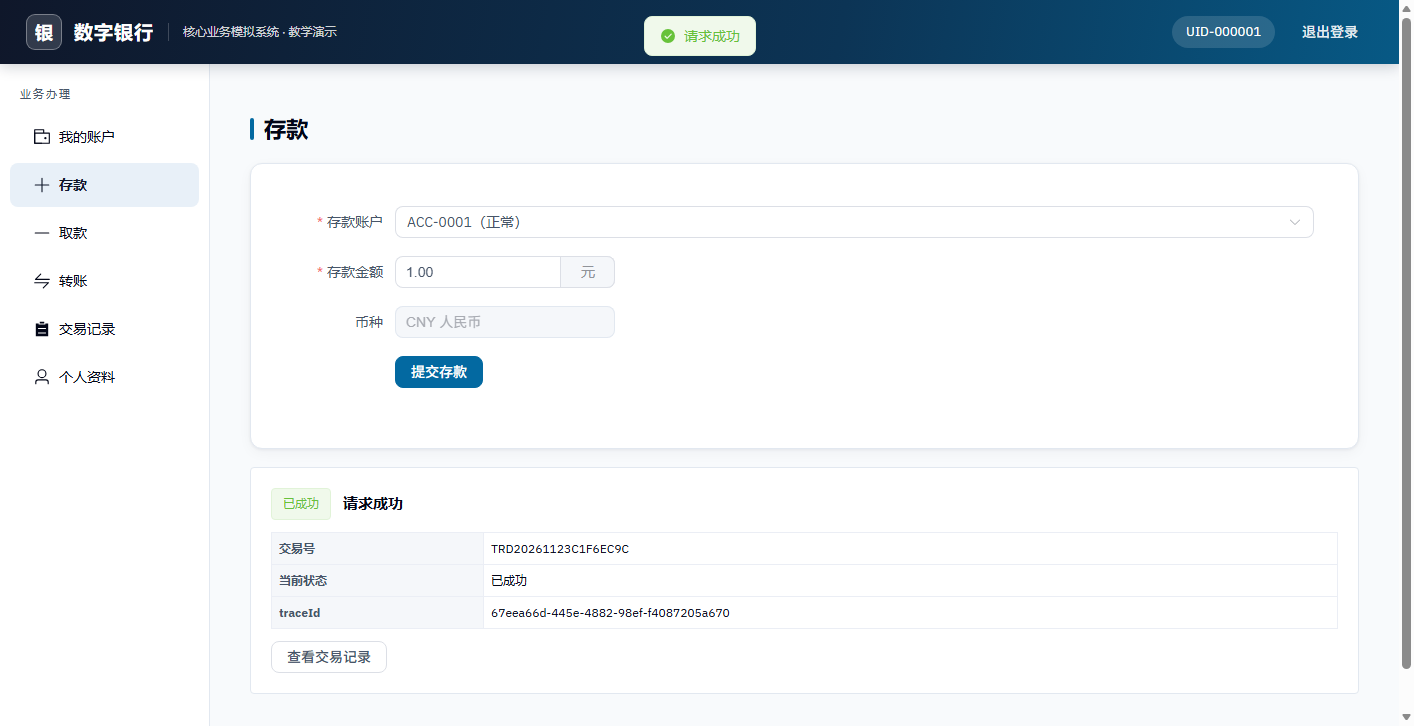 银 数字银行 核心业务模拟系统 · 教学演示 请求成功 UID-000001 退出登录
业务办理
我的账户
存款
取款
转账
交易记录
个人资料
存款
* 存款账户 ACC-0001（正常）
* 存款金额 1.00 元
币种 CNY 人民币
提交存款
已成功 请求成功
交易号 TRD20261123C1F6EC9C
当前状态 已成功
traceId 67eea66d-445e-4882-98ef-f4087205a670
查看交易记录